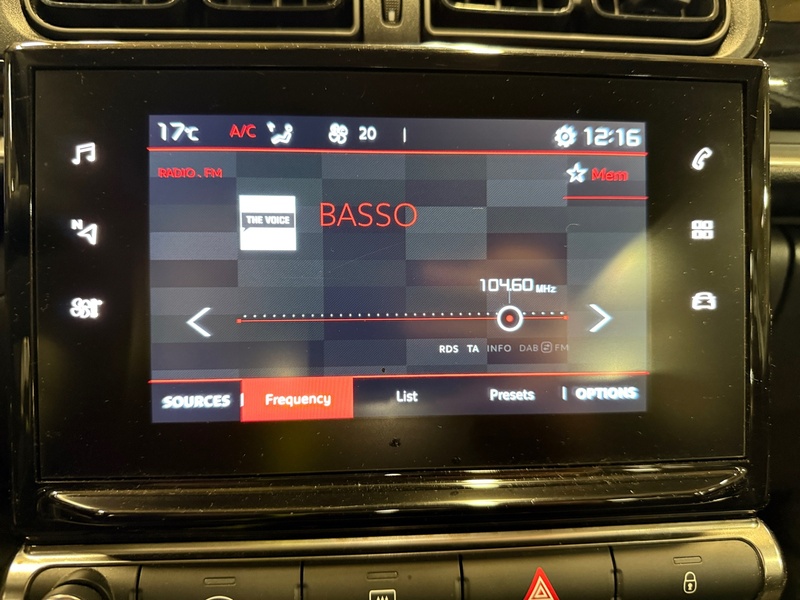 17°C A/C 20 12:16
RADIO . FM Mem
THE VOICE BASSO
104.60 MHz
N
RDS TA INFO DAB FM
SOURCES Frequency List Presets OPTIONS